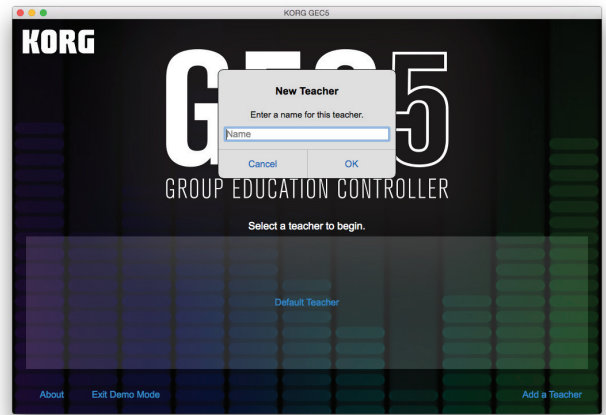 KORG GEC5
KORG
GEC5
New Teacher
Enter a name for this teacher.
Name
Cancel
OK
GROUP EDUCATION CONTROLLER
Select a teacher to begin.
Default Teacher
About
Exit Demo Mode
Add a Teacher